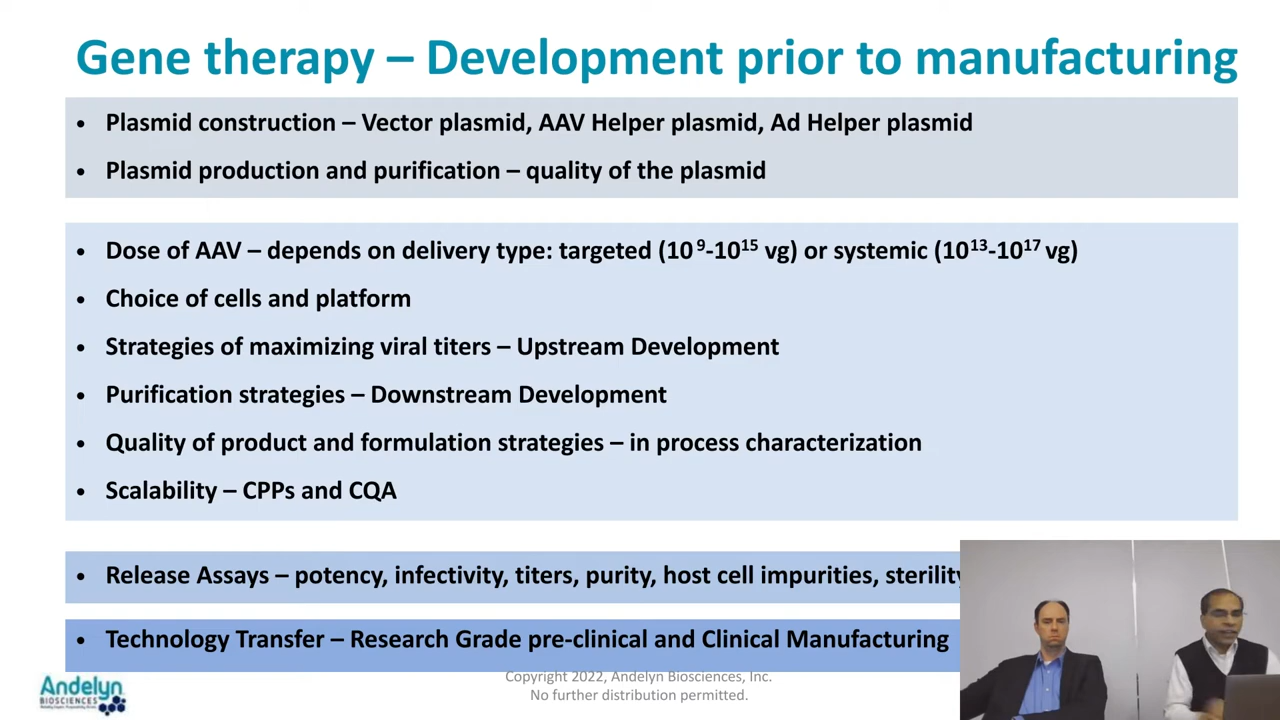 Gene therapy – Development prior to manufacturing
• Plasmid construction – Vector plasmid, AAV Helper plasmid, Ad Helper plasmid
• Plasmid production and purification – quality of the plasmid
• Dose of AAV – depends on delivery type: targeted (10⁹-10¹⁵ vg) or systemic (10¹³-10¹⁷ vg)
• Choice of cells and platform
• Strategies of maximizing viral titers – Upstream Development
• Purification strategies – Downstream Development
• Quality of product and formulation strategies – in process characterization
• Scalability – CPPs and CQA
• Release Assays – potency, infectivity, titers, purity, host cell impurities, sterility
• Technology Transfer – Research Grade pre-clinical and Clinical Manufacturing
Copyright 2022, Andelyn Biosciences, Inc.
No further distribution permitted.
Andelyn
BIOSCIENCES